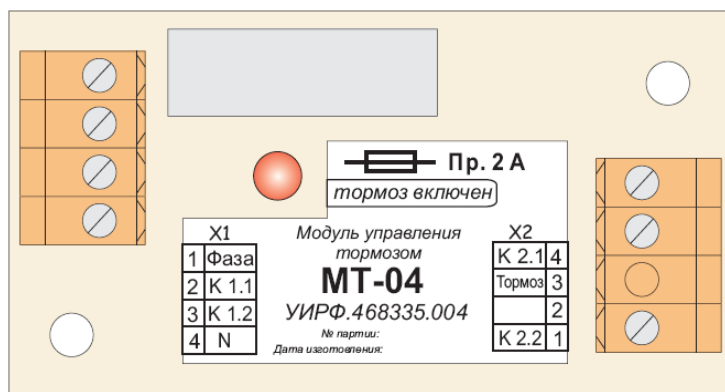 Пр. 2 А
тормоз включен
X1
1 Фаза
2 К 1.1
3 К 1.2
4 N
Модуль управления
тормозом
МТ-04
УИРФ.468335.004
№ партии:
Дата изготовления:
X2
К 2.1 4
Тормоз 3
2
К 2.2 1